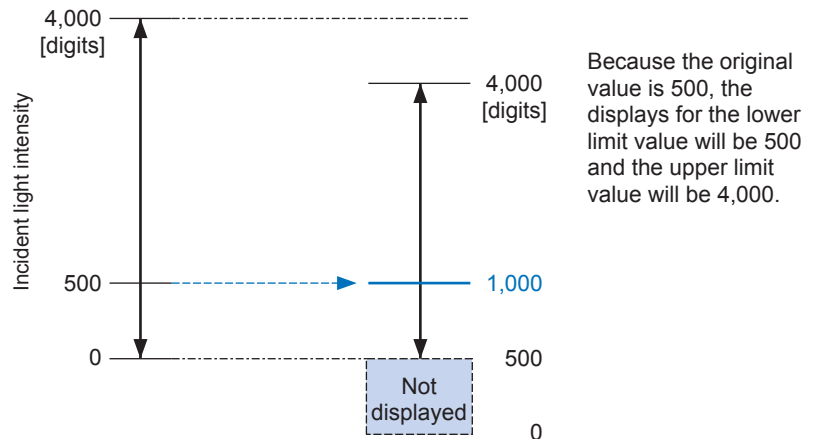 4,000
[digits]
Incident light intensity
500
0
4,000
[digits]
1,000
500
Not
displayed
0
Because the original
value is 500, the
displays for the lower
limit value will be 500
and the upper limit
value will be 4,000.